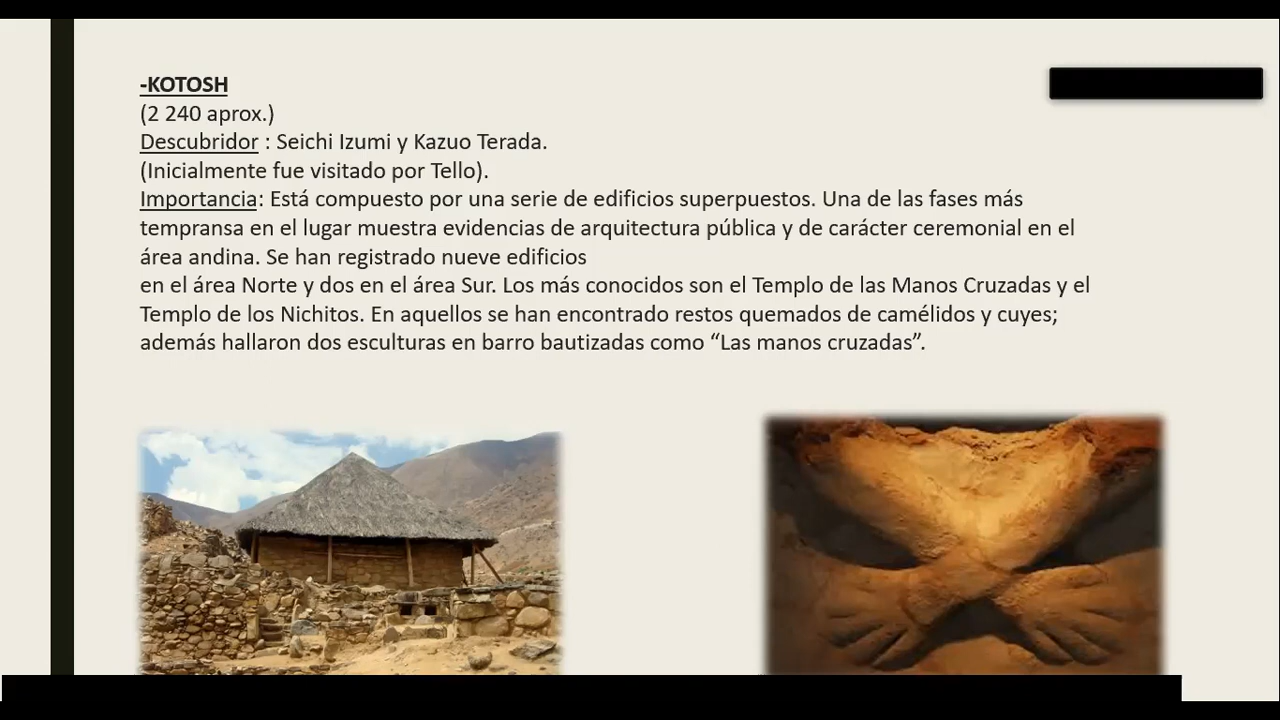 -KOTOSH
(2 240 aprox.)
Descubridor : Seichi Izumi y Kazuo Terada.
(Inicialmente fue visitado por Tello).
Importancia: Está compuesto por una serie de edificios superpuestos. Una de las fases más
tempransa en el lugar muestra evidencias de arquitectura pública y de carácter ceremonial en el
área andina. Se han registrado nueve edificios
en el área Norte y dos en el área Sur. Los más conocidos son el Templo de las Manos Cruzadas y el
Templo de los Nichitos. En aquellos se han encontrado restos quemados de camélidos y cuyes;
además hallaron dos esculturas en barro bautizadas como “Las manos cruzadas”.